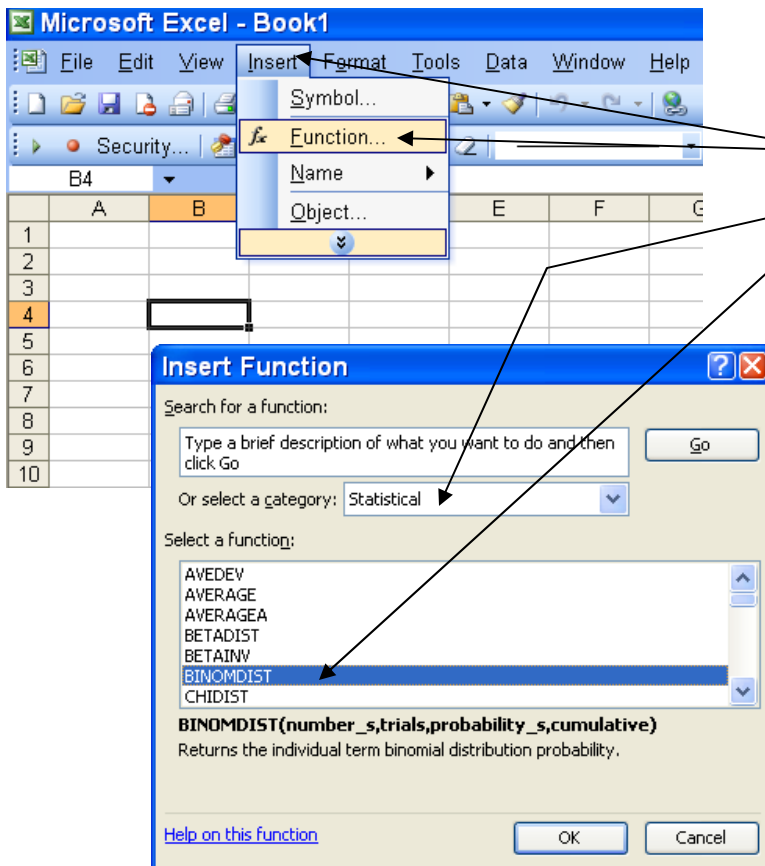 Microsoft Excel - Book1
File Edit View Insert Format Tools Data Window Help
Symbol...
Security...
fx Function...
B4
Name
Object...
A B E F G
1
2
3
4
5
6
7
8
9
10
Insert Function
Search for a function:
Type a brief description of what you want to do and then
click Go
Go
Or select a category: Statistical
Select a function:
AVEDEV
AVERAGE
AVERAGEA
BETADIST
BETAINV
BINOMDIST
CHIDIST
BINOMDIST(number_s,trials,probability_s,cumulative)
Returns the individual term binomial distribution probability.
Help on this function
OK Cancel